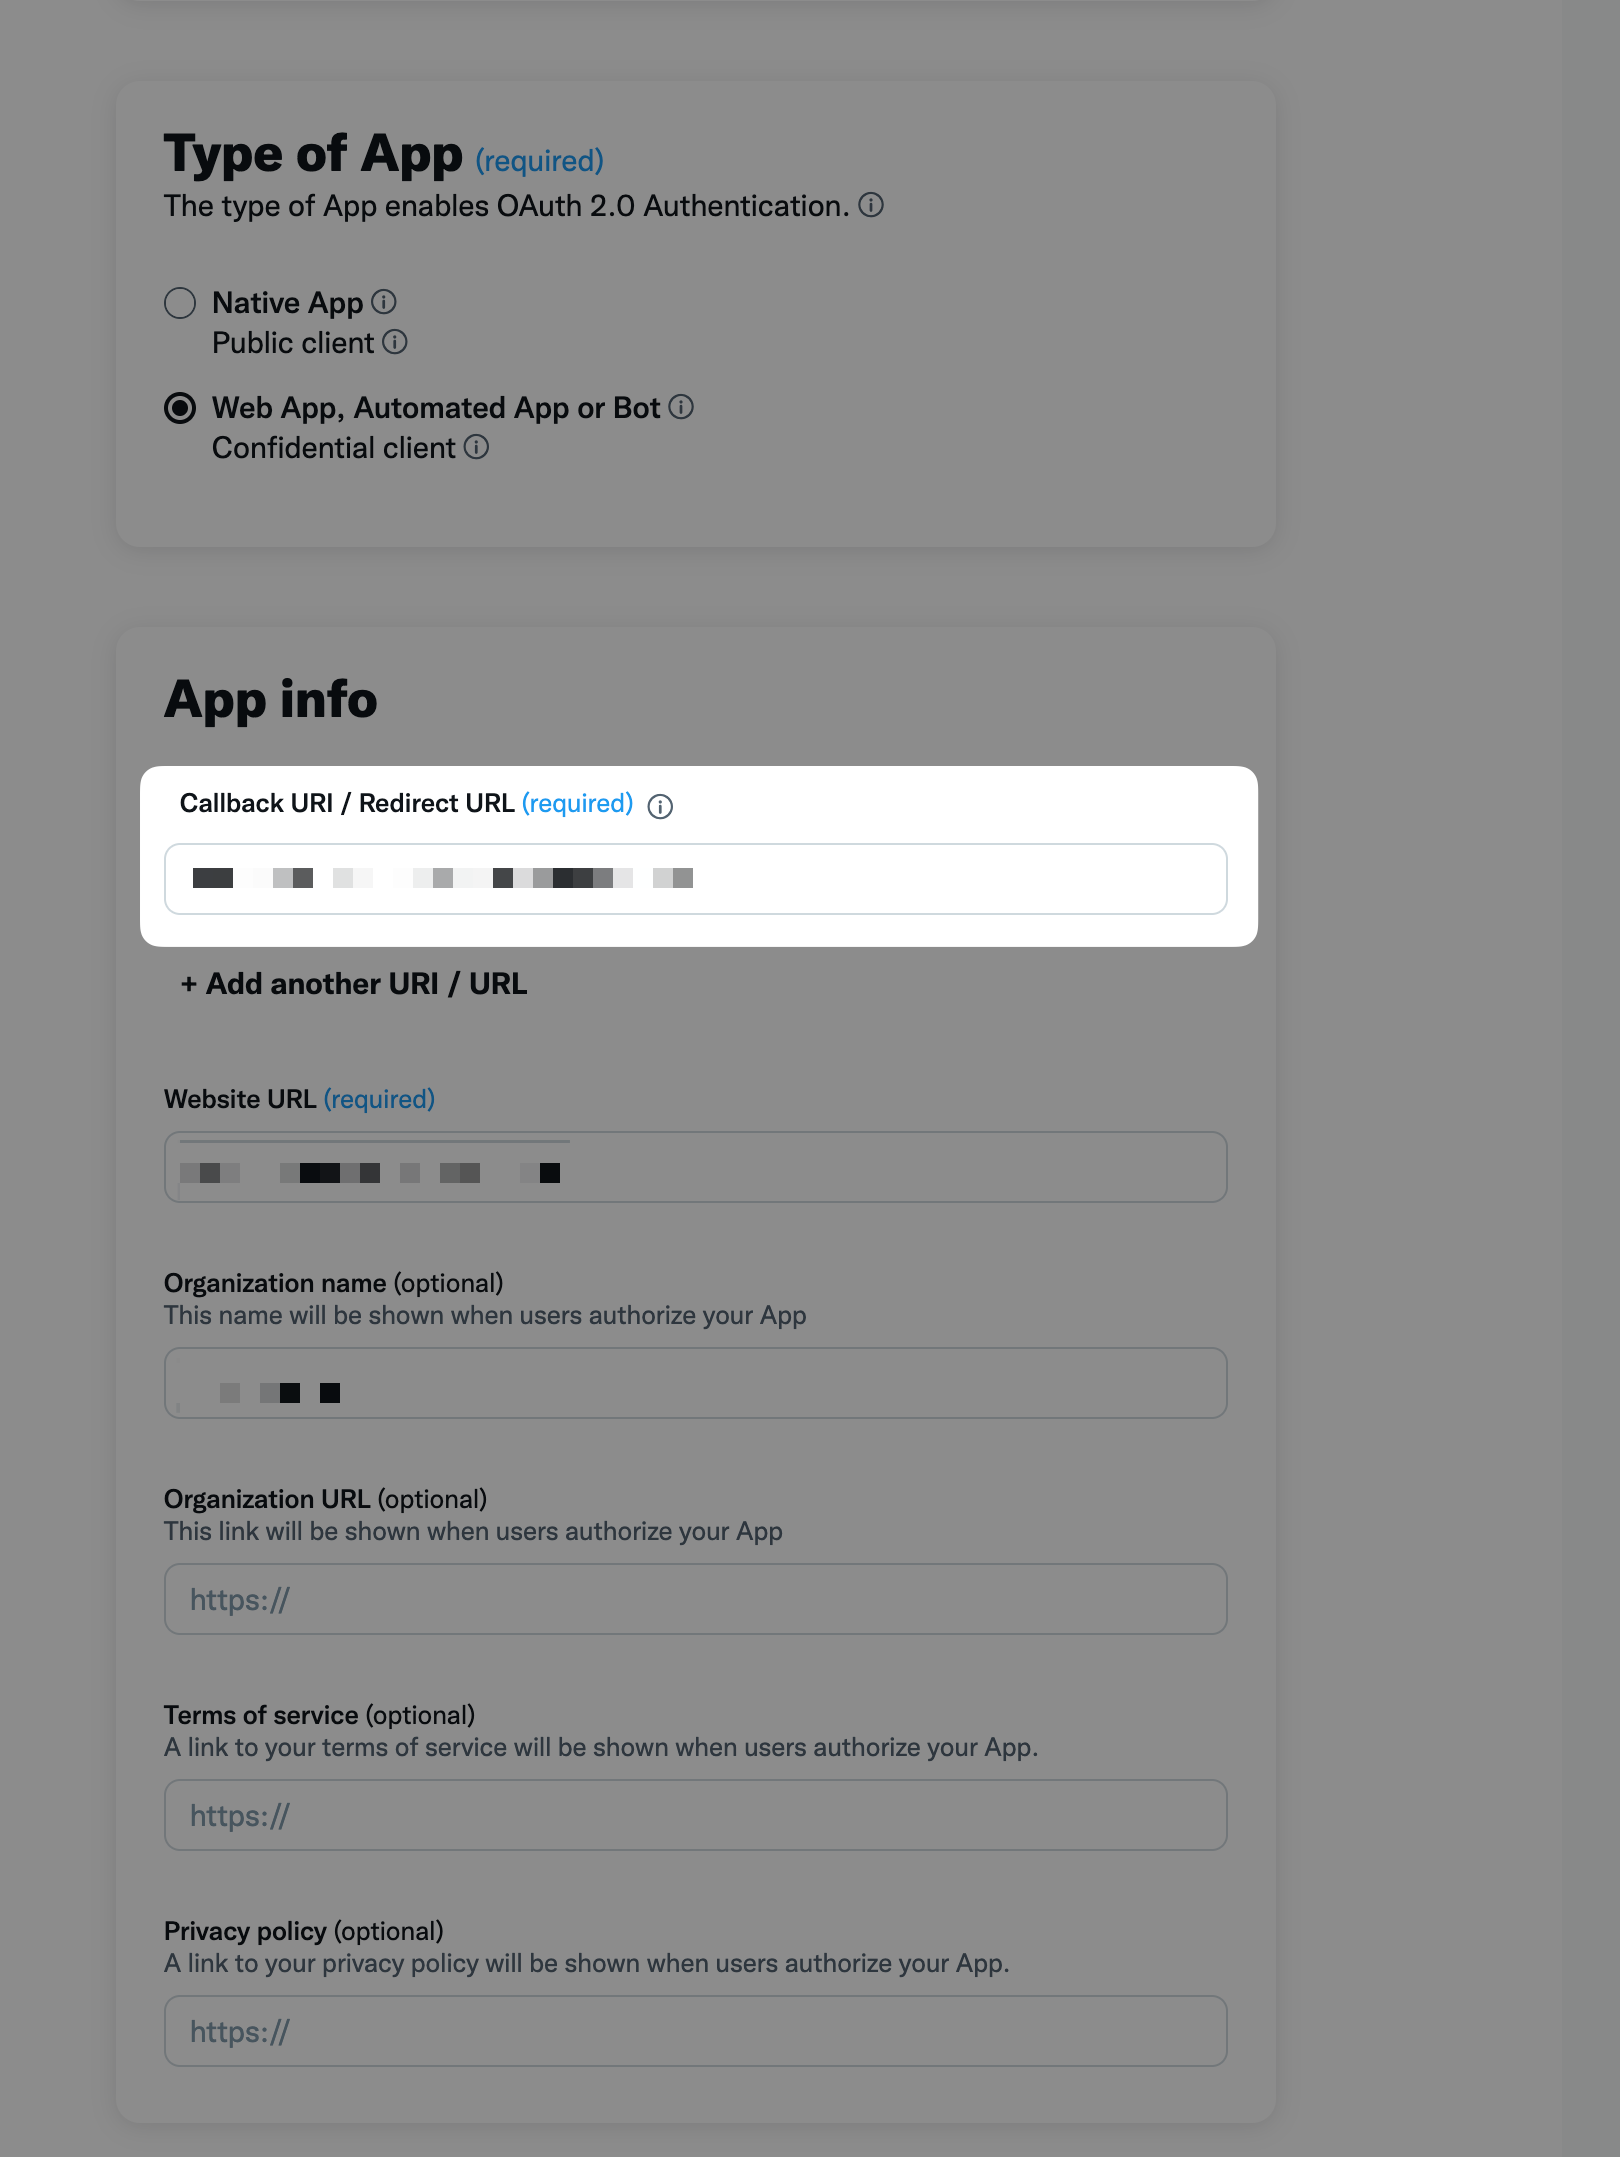 Type of App (required)
The type of App enables OAuth 2.0 Authentication.
Native App
Public client
Web App, Automated App or Bot
Confidential client
App info
Callback URI / Redirect URL (required)
+ Add another URI / URL
Website URL (required)
Organization name (optional)
This name will be shown when users authorize your App
Organization URL (optional)
This link will be shown when users authorize your App
https://
Terms of service (optional)
A link to your terms of service will be shown when users authorize your App.
https://
Privacy policy (optional)
A link to your privacy policy will be shown when users authorize your App.
https://